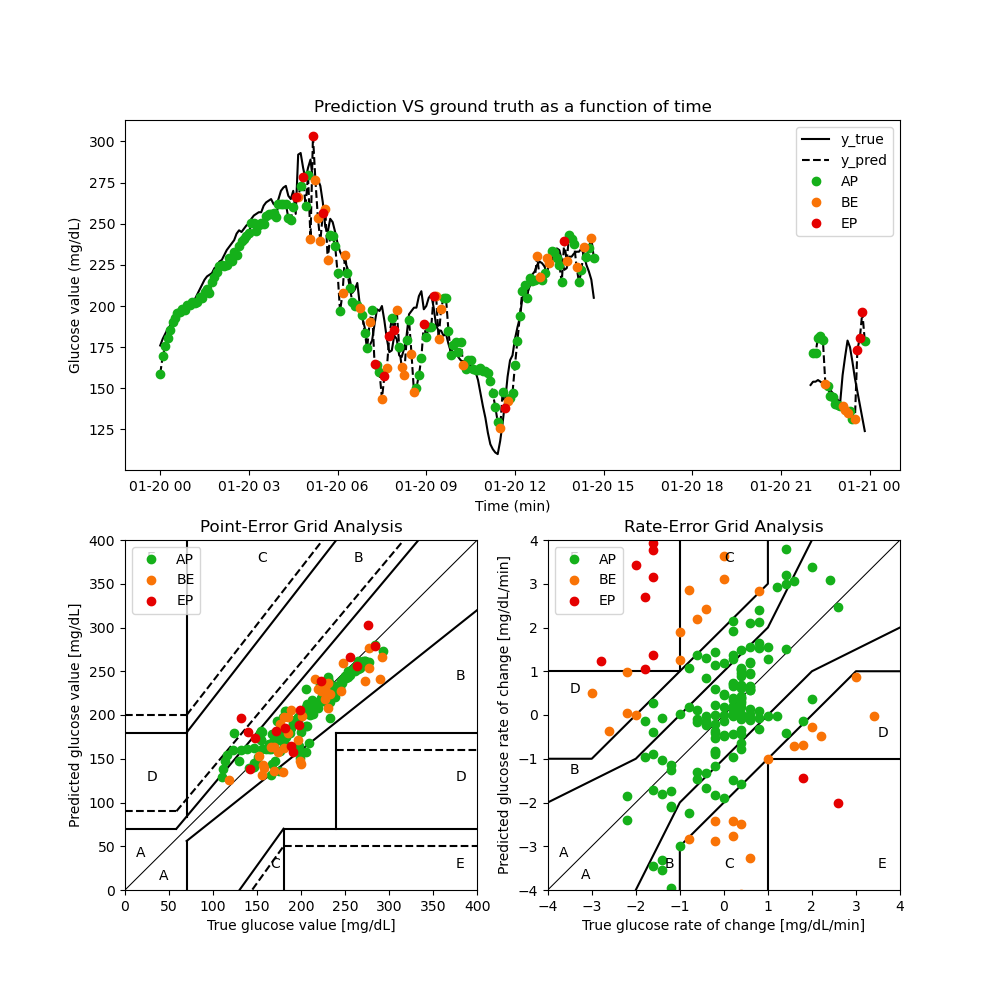 Prediction VS ground truth as a function of time
Glucose value (mg/dL)
300
275
250
225
200
175
150
125
y_true
y_pred
AP
BE
EP
01-20 00 01-20 03 01-20 06 01-20 09 01-20 12 01-20 15 01-20 18 01-20 21 01-21 00
Time (min)
Point-Error Grid Analysis
Predicted glucose value [mg/dL]
400
350
300
250
200
150
100
50
0
AP
BE
EP
C
B
B
D
D
A
A
C
E
0 50 100 150 200 250 300 350 400
True glucose value [mg/dL]
Rate-Error Grid Analysis
Predicted glucose rate of change [mg/dL/min]
4
3
2
1
0
−1
−2
−3
−4
AP
BE
EP
C
D
D
B
A
A
B
C
E
−4 −3 −2 −1 0 1 2 3 4
True glucose rate of change [mg/dL/min]